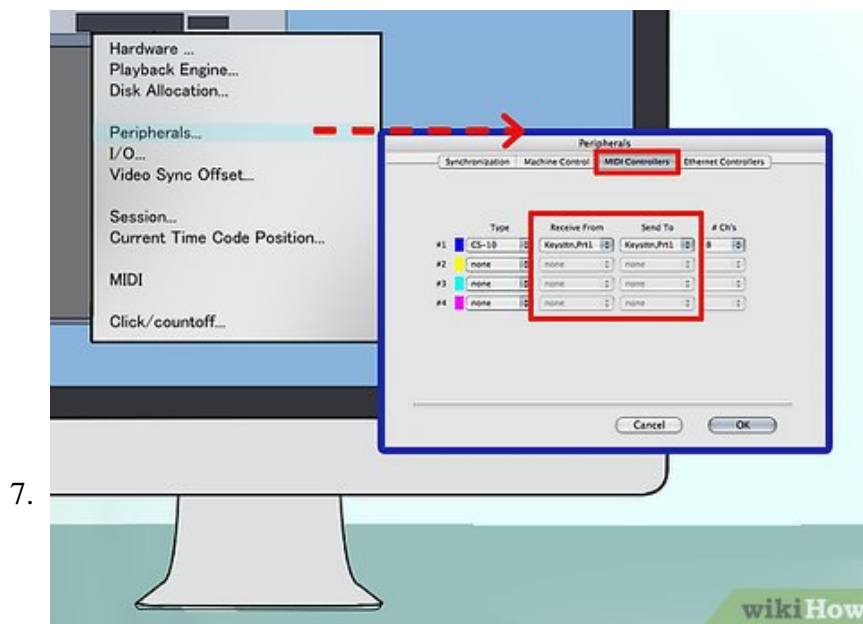 Hardware ...
Playback Engine...
Disk Allocation...
Peripherals...
I/O...
Video Sync Offset...
Session...
Current Time Code Position...
MIDI
Click/countoff...
Peripherals
Synchronization Machine Control MIDI Controllers Ethernet Controllers
Type Receive From Send To # Ch's
#1 CS-10 Keysttn,Prt1 Keysttn,Prt1 8
#2 none none none
#3 none none none
#4 none none none
Cancel OK
7.
wikiHow